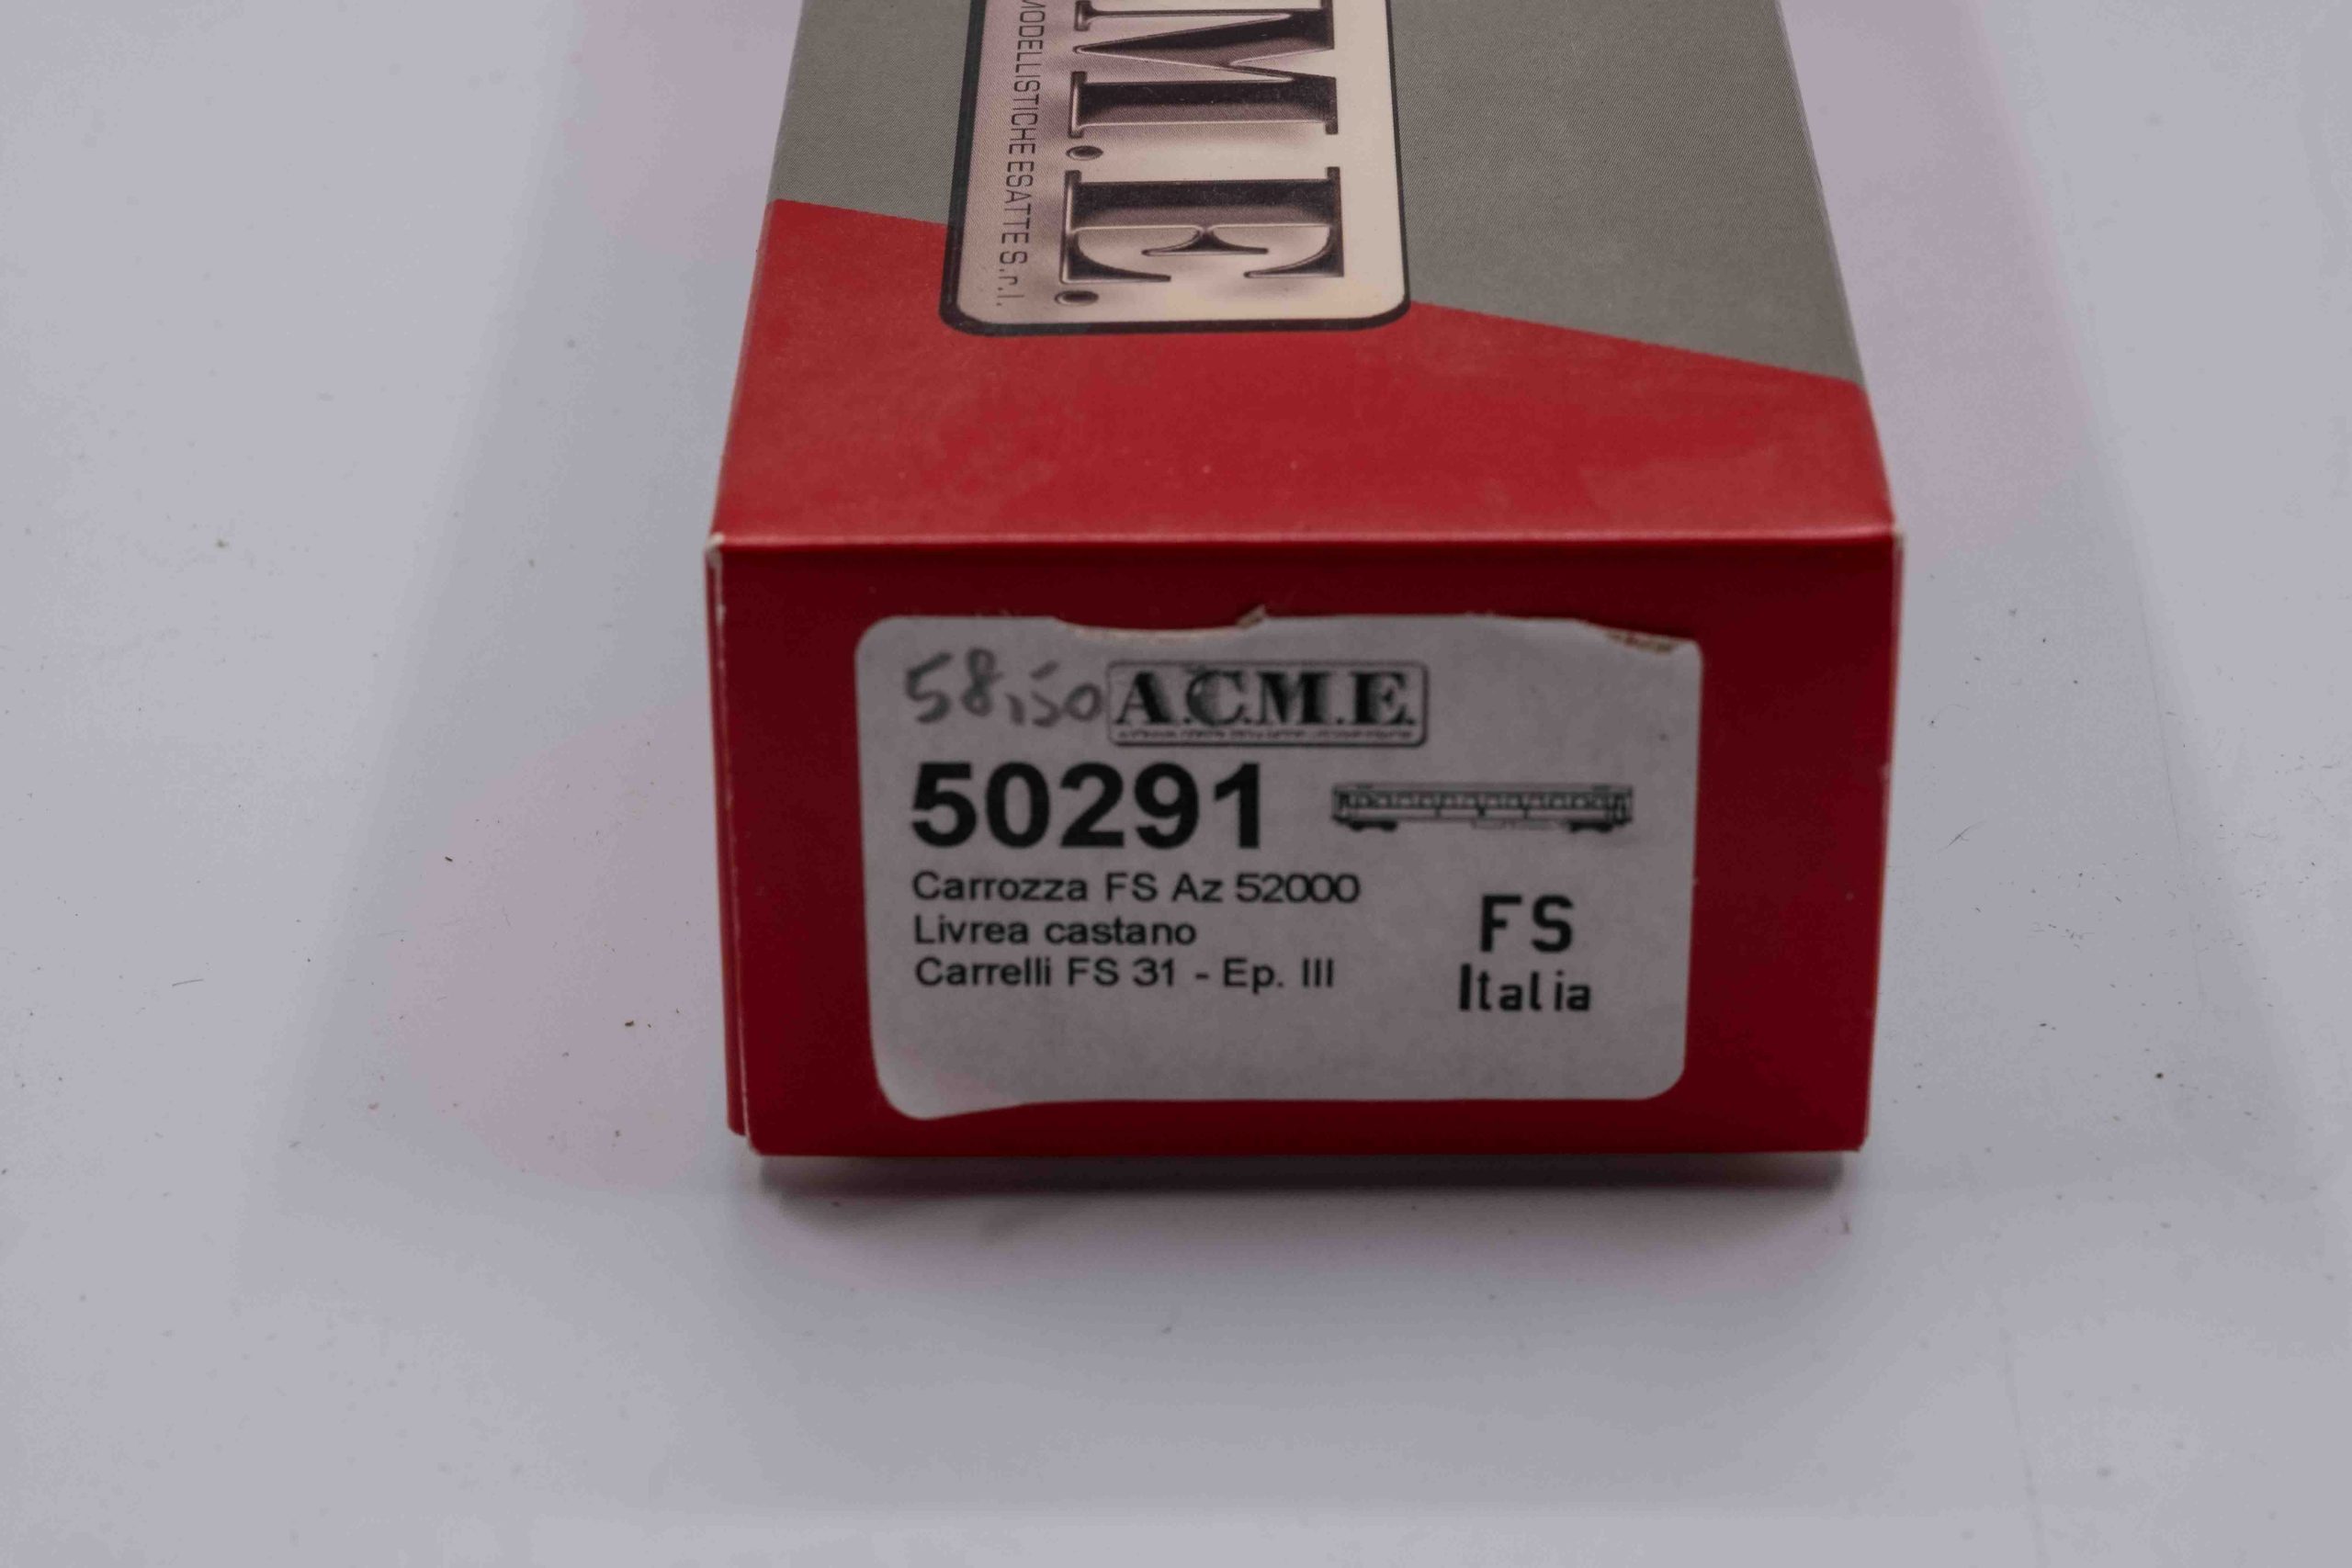 M.E.
MODELLISTICHE ESATTE S.r.l.
58,50
A.C.M.E.
50291
Carrozza FS Az 52000
Livrea castano
Carrelli FS 31 - Ep. III
FS
Italia